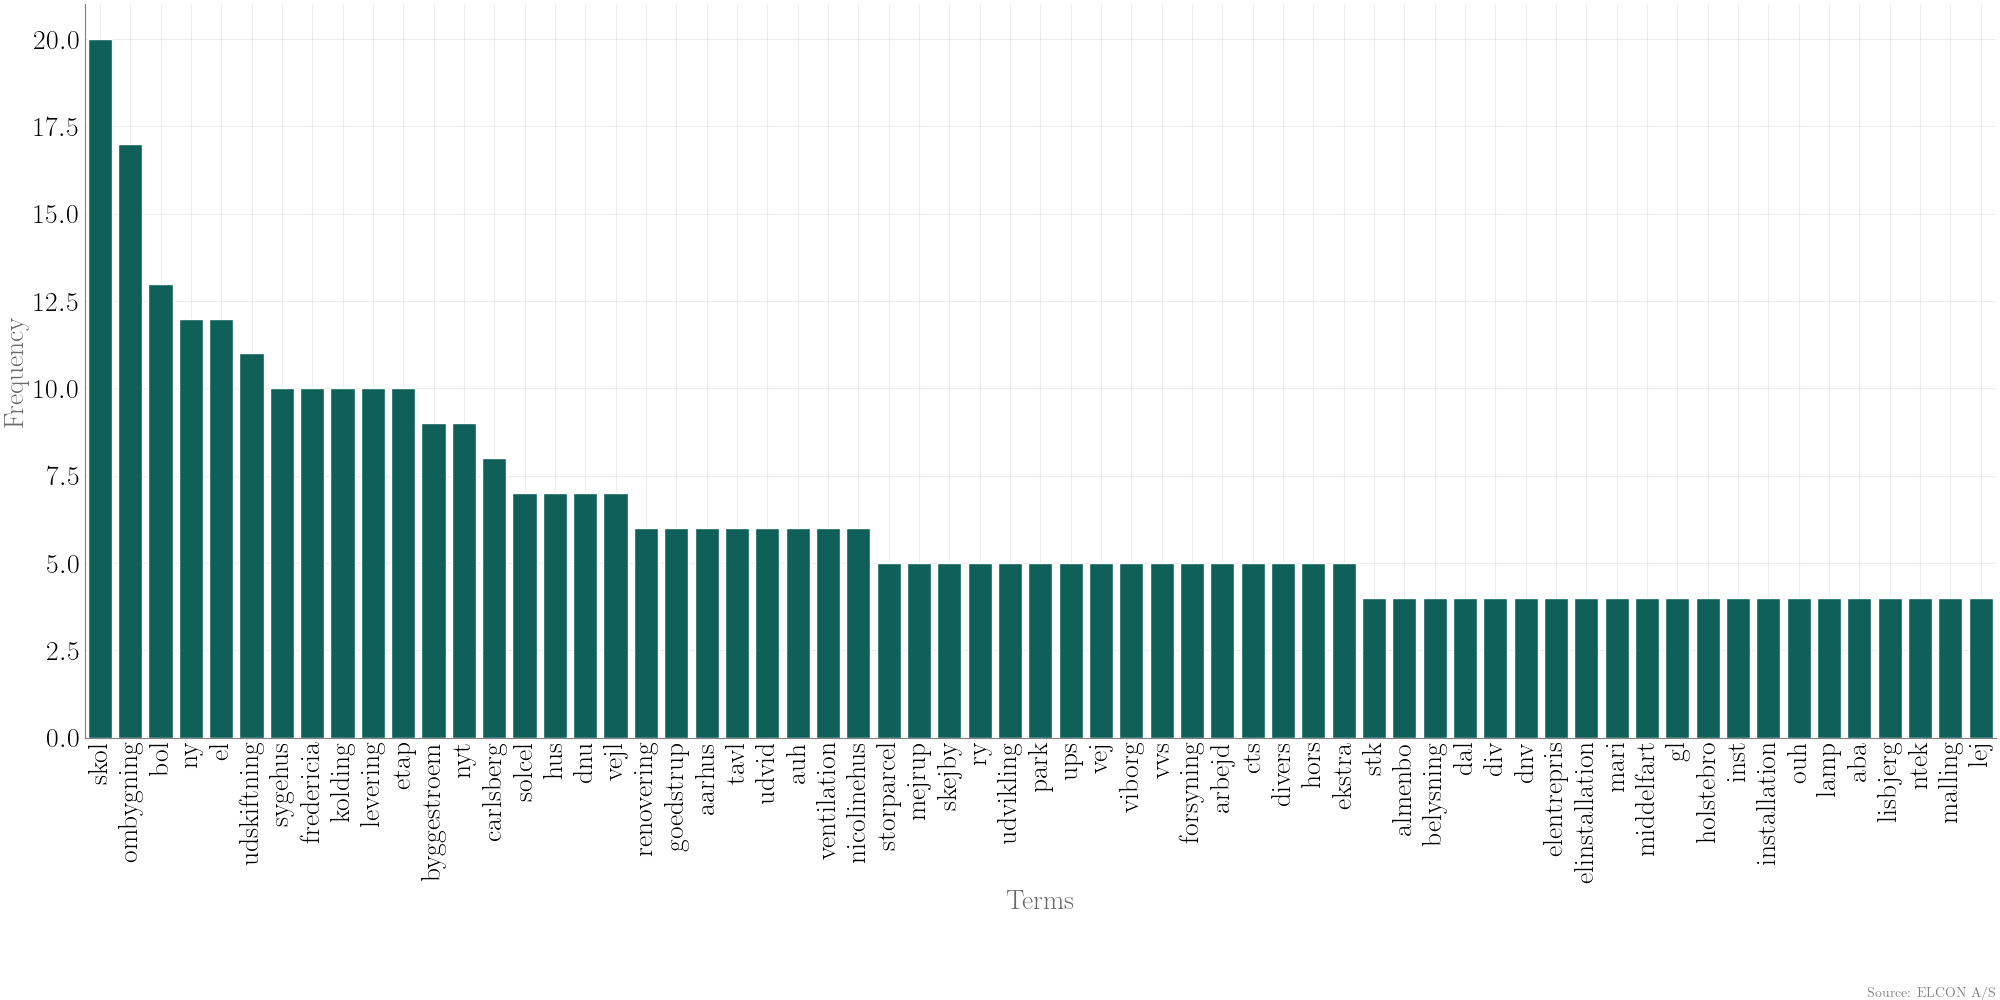 20.0
17.5
15.0
12.5
10.0
7.5
5.0
2.5
0.0
Frequency
skol
ombygning
bol
ny
el
udskiftning
sygehus
fredericia
kolding
levering
etap
byggestroem
nyt
carlsberg
solcel
hus
dnu
vejl
renovering
goedstrup
aarhus
tavl
udvid
auh
ventilation
nicolinehus
storparcel
mejrup
skejby
ry
udvikling
park
ups
vej
viborg
vvs
forsyning
arbejd
cts
divers
hors
ekstra
stk
almenbo
belysning
dal
div
dnv
elentrepris
elinstallation
mari
middelfart
gl
holstebro
inst
installation
ouh
lamp
aba
lisbjerg
ntek
malling
lej
Terms
Source: ELCON A/S